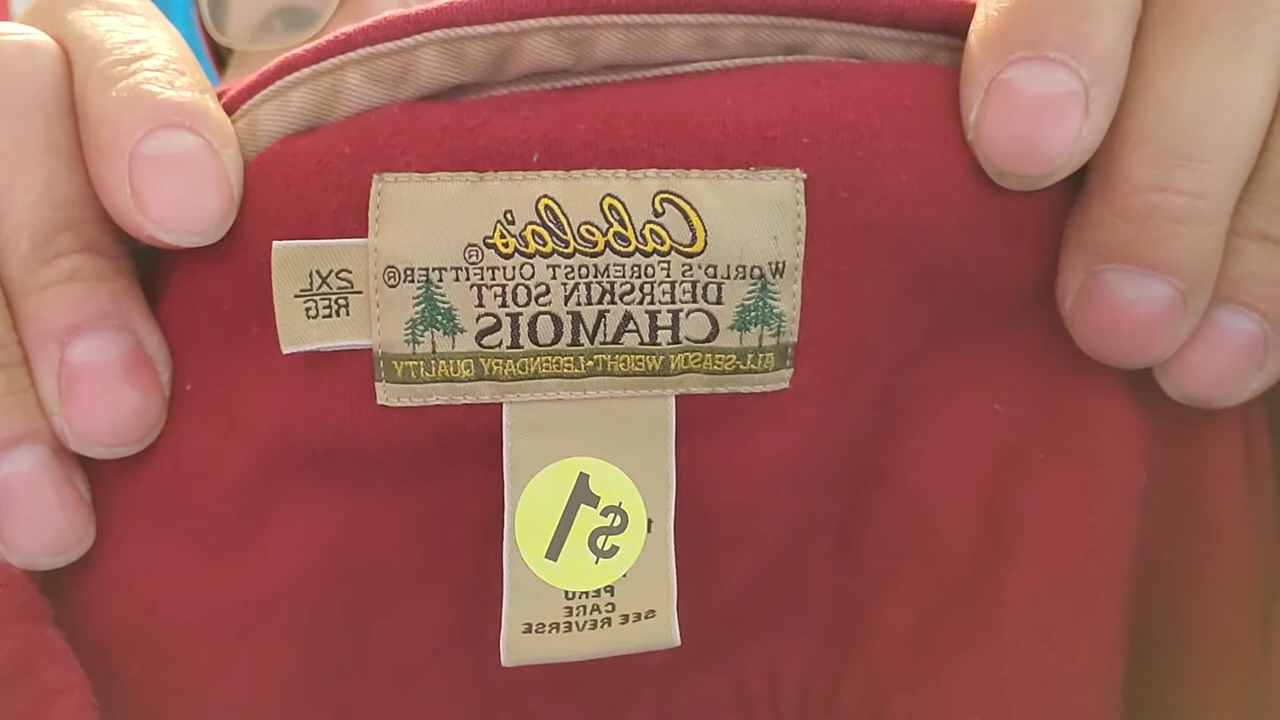 Cabela's®
WORLD'S FOREMOST OUTFITTER®
DEERSKIN SOFT
CHAMOIS
ALL-SEASON WEIGHT·LEGENDARY QUALITY
2XL
REG
$1
PERU
CARE
SEE REVERSE